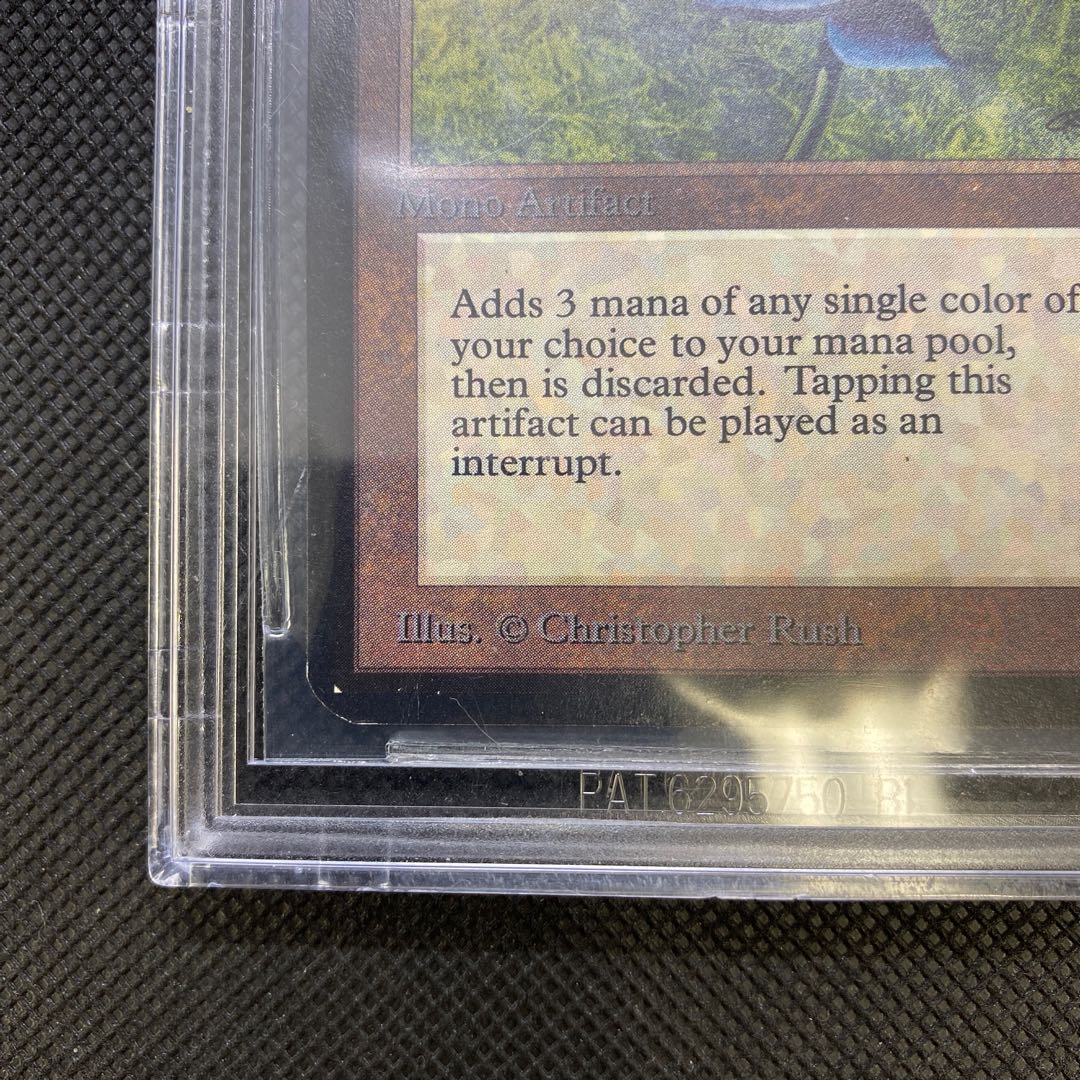 Mono Artifact
Adds 3 mana of any single color of
your choice to your mana pool,
then is discarded. Tapping this
artifact can be played as an
interrupt.
Illus. © Christopher Rush
PAT 6295750